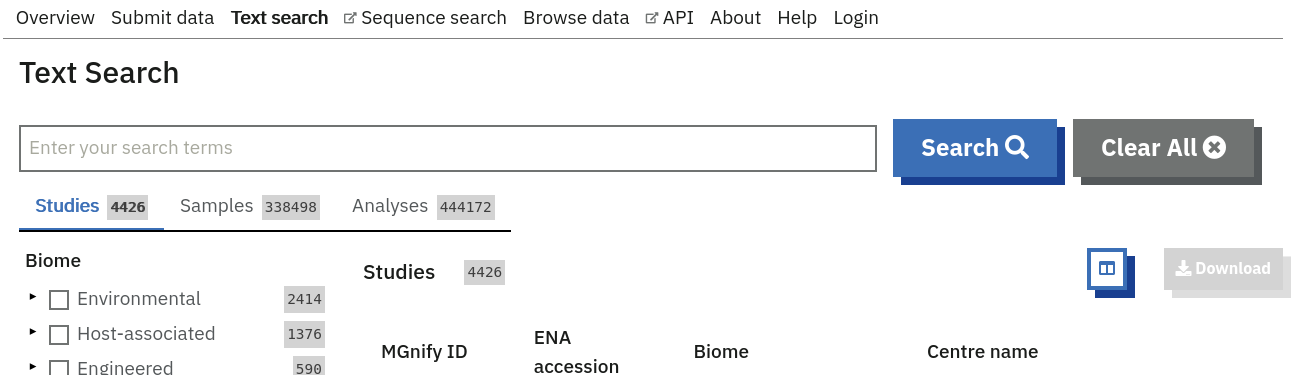 Overview Submit data Text search Sequence search Browse data API About Help Login
Text Search
Enter your search terms
Search
Clear All
Studies 4426 Samples 338498 Analyses 444172
Biome
Environmental 2414
Host-associated 1376
Engineered 590
Studies 4426
Download
MGnify ID
ENA
accession
Biome
Centre name